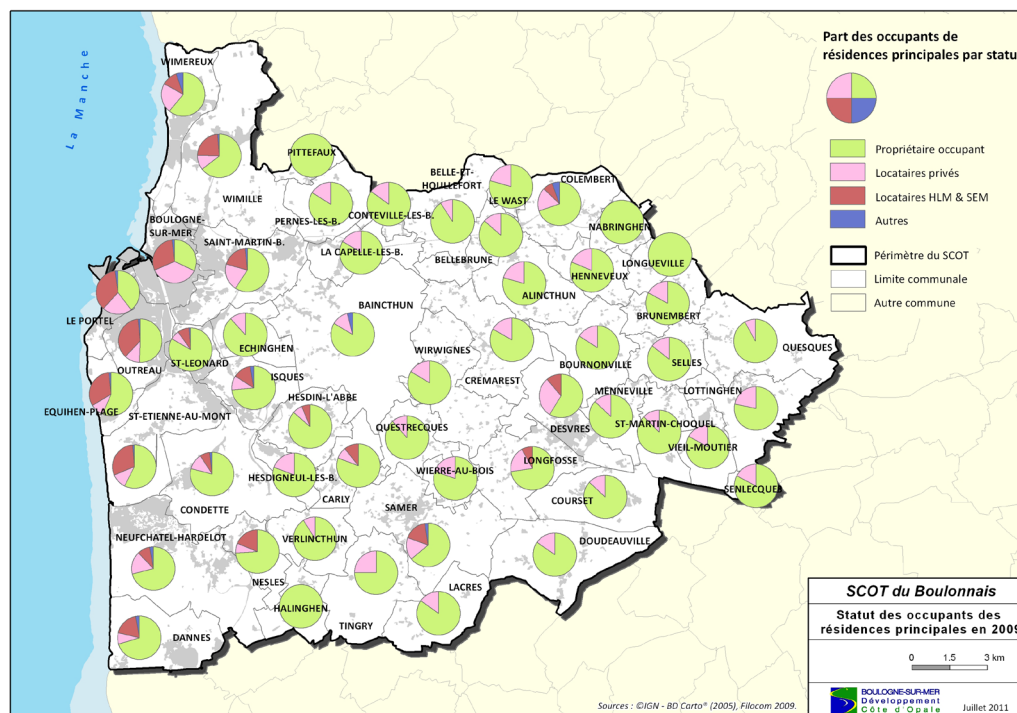 La Manche
WIMEREUX
PITTEFAUX
WIMILLE
BELLE-ET-
HOULLEFORT
LE WAST
COLEMBERT
PERNES-LES-B.
CONTEVILLE-LES-B.
NABRINGHEN
BOULOGNE-
SUR-MER
SAINT-MARTIN-B.
LA CAPELLE-LES-B.
BELLEBRUNE
LONGUEVILLE
HENNEVEUX
ALINCTHUN
BAINCTHUN
BRUNEMBERT
LE PORTEL
ECHINGHEN
WIRWIGNES
QUESQUES
OUTREAU
ST-LEONARD
BOURNONVILLE
SELLES
ISQUES
CREMAREST
MENNEVILLE
LOTTINGHEN
HESDIN-L'ABBE
EQUIHEN-PLAGE
ST-ETIENNE-AU-MONT
QUESTRECQUES
DESVRES
ST-MARTIN-CHOQUEL
VIEIL-MOUTIER
HESDIGNEUL-LES-B.
WIERRE-AU-BOIS
LONGFOSSE
SENLECQUES
CARLY
COURSET
CONDETTE
SAMER
NEUFCHATEL-HARDELOT
VERLINCTHUN
DOUDEAUVILLE
NESLES
LACRES
HALINGHEN
TINGRY
DANNES
Part des occupants de
résidences principales par statu
Propriétaire occupant
Locataires privés
Locataires HLM & SEM
Autres
Périmètre du SCOT
Limite communale
Autre commune
SCOT du Boulonnais
Statut des occupants des
résidences principales en 2009
0 1.5 3 km
BOULOGNE-SUR-MER
Développement
Côte d'Opale
Juillet 2011
Sources : ©IGN - BD Carto® (2005), Filocom 2009.